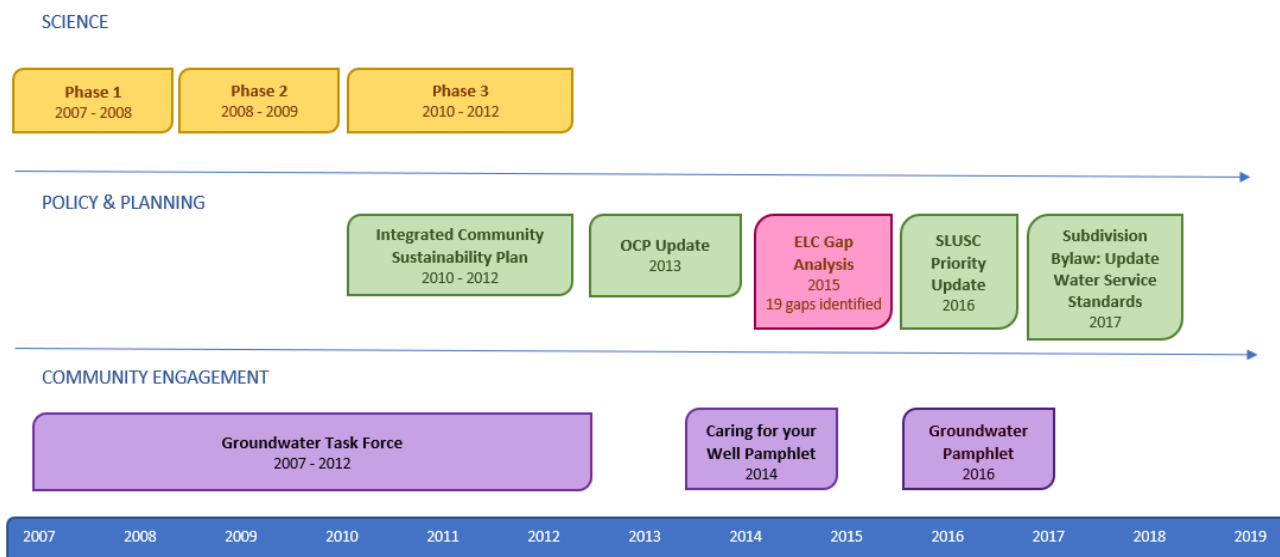 SCIENCE
Phase 1
2007 - 2008
Phase 2
2008 - 2009
Phase 3
2010 - 2012
POLICY & PLANNING
Integrated Community
Sustainability Plan
2010 - 2012
OCP Update
2013
ELC Gap
Analysis
2015
19 gaps identified
SLUSC
Priority
Update
2016
Subdivision
Bylaw: Update
Water Service
Standards
2017
COMMUNITY ENGAGEMENT
Groundwater Task Force
2007 - 2012
Caring for your
Well Pamphlet
2014
Groundwater
Pamphlet
2016
2007 2008 2009 2010 2011 2012 2013 2014 2015 2016 2017 2018 2019